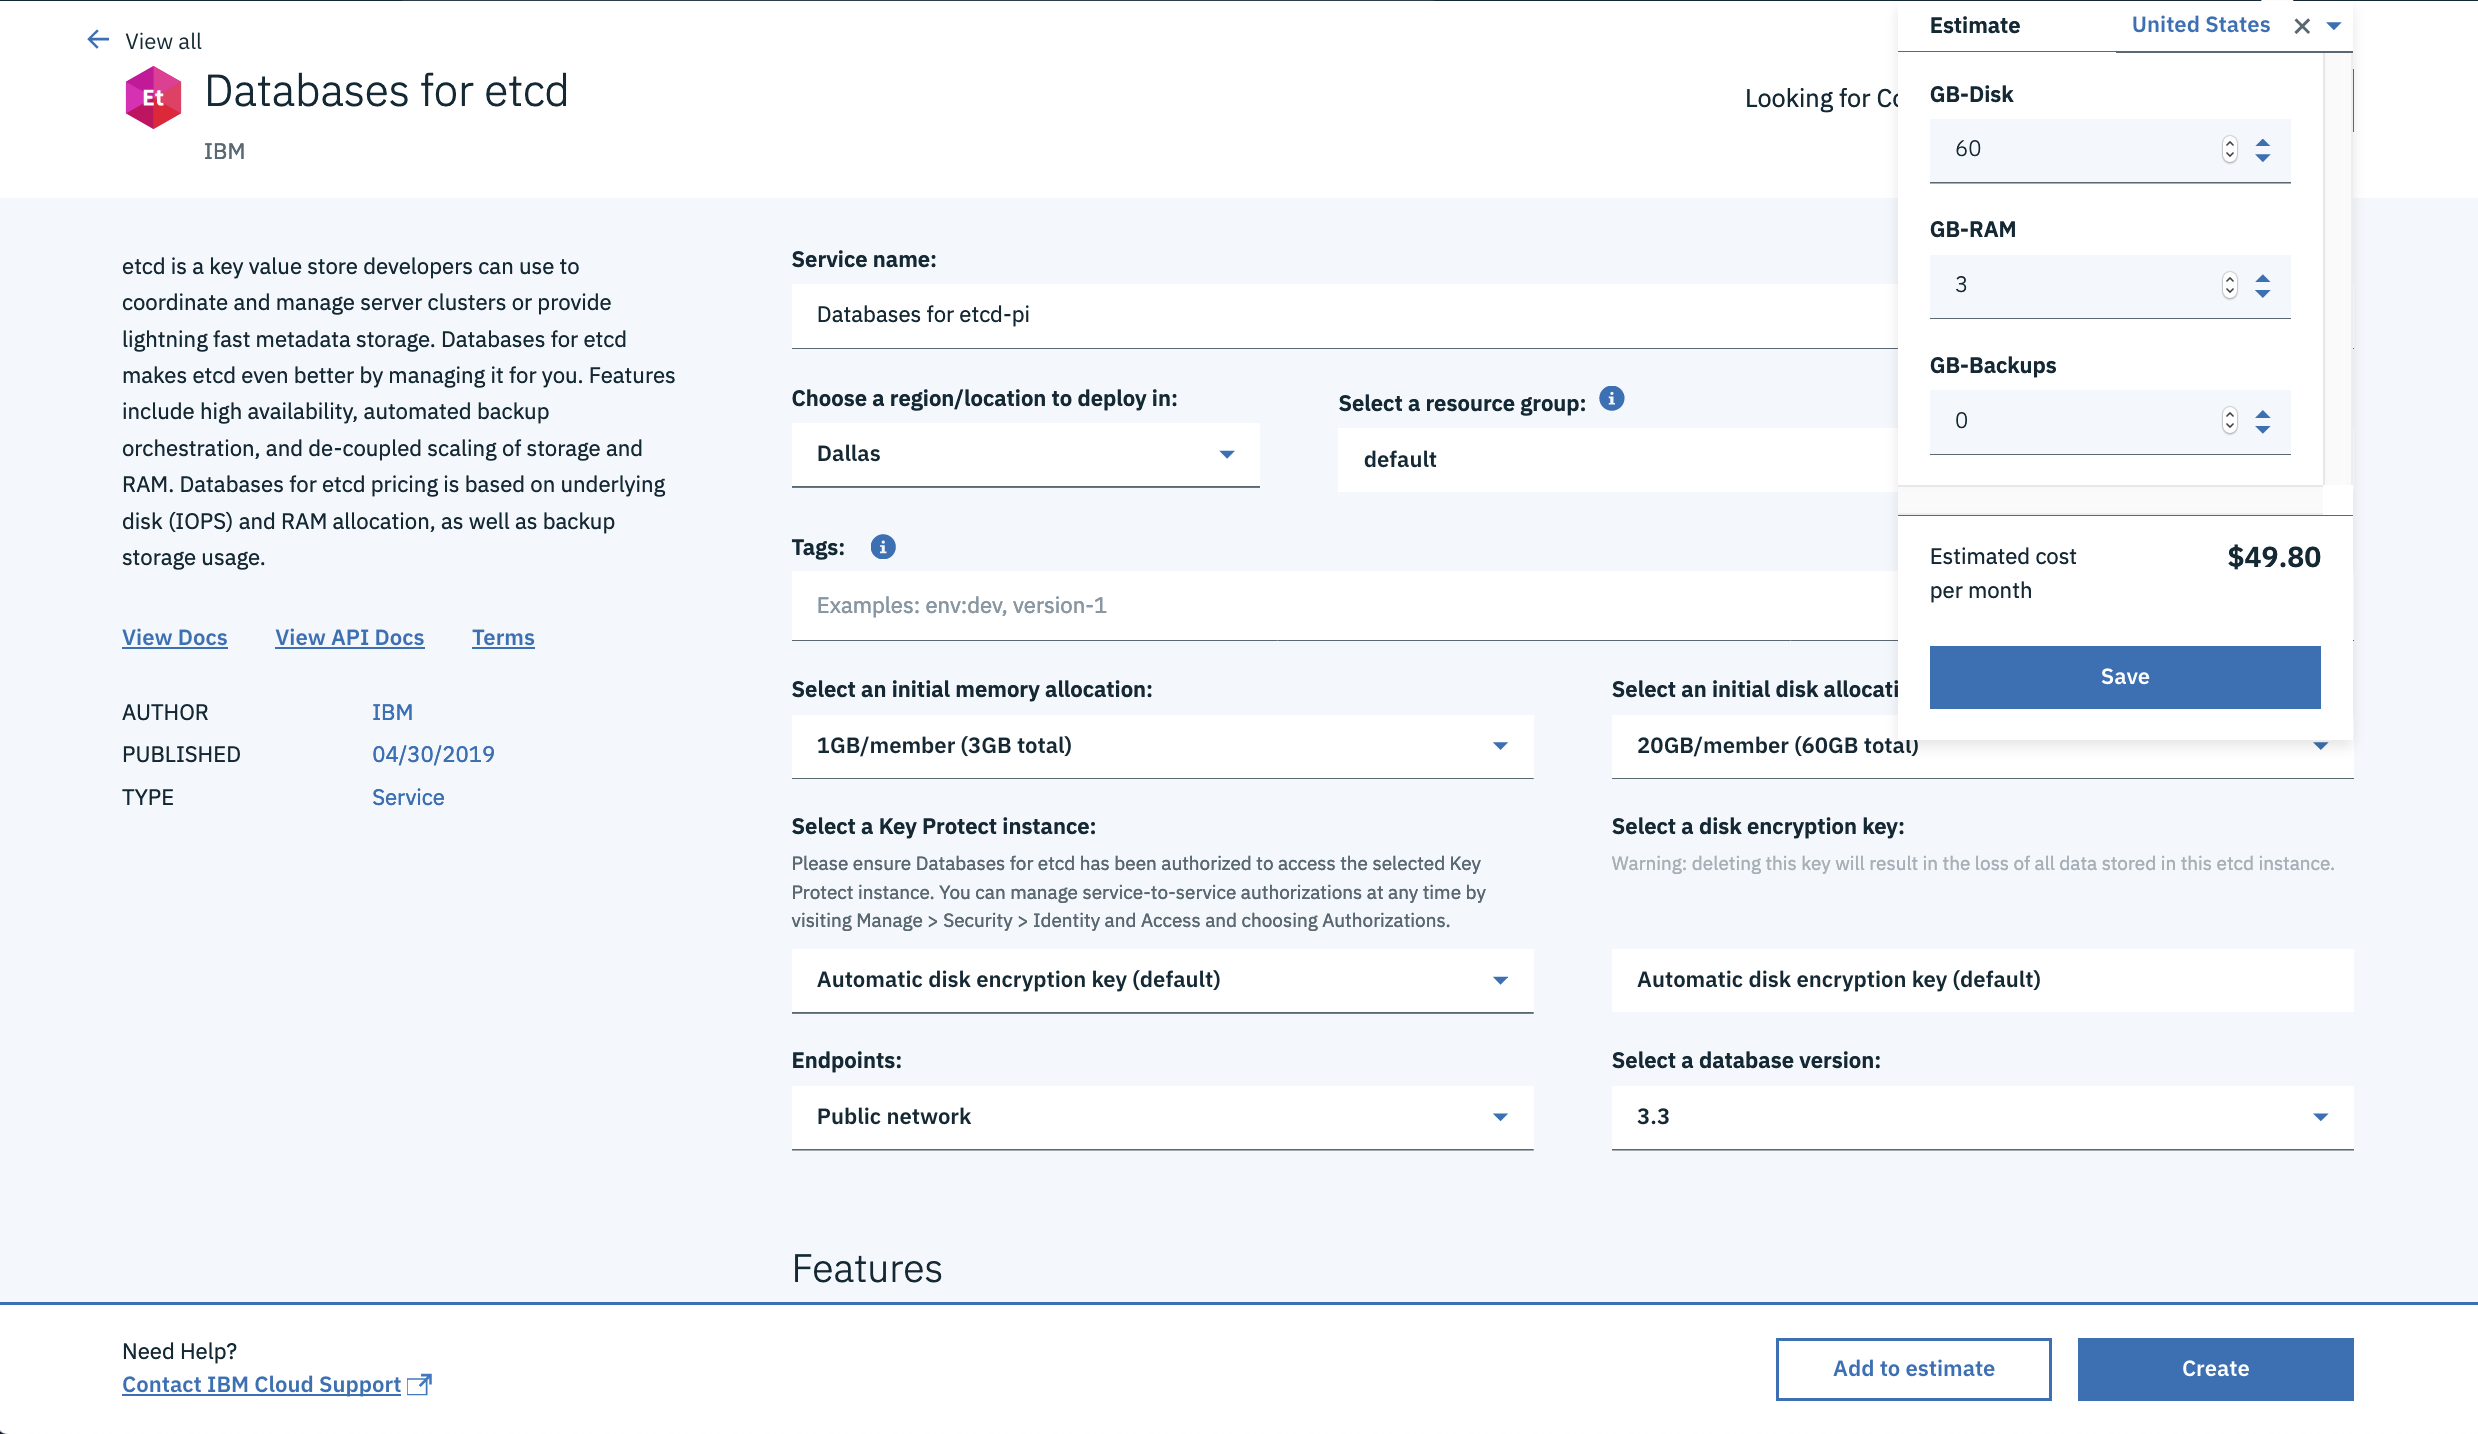 View all
Et
Databases for etcd
IBM
Looking for
Estimate
United States
GB-Disk
60
GB-RAM
3
GB-Backups
0
Estimated cost
per month
$49.80
Save
etcd is a key value store developers can use to
coordinate and manage server clusters or provide
lightning fast metadata storage. Databases for etcd
makes etcd even better by managing it for you. Features
include high availability, automated backup
orchestration, and de-coupled scaling of storage and
RAM. Databases for etcd pricing is based on underlying
disk (IOPS) and RAM allocation, as well as backup
storage usage.
View Docs
View API Docs
Terms
AUTHOR
IBM
PUBLISHED
04/30/2019
TYPE
Service
Service name:
Databases for etcd-pi
Choose a region/location to deploy in:
Dallas
Select a resource group:
default
Tags:
Examples: env:dev, version-1
Select an initial memory allocation:
1GB/member (3GB total)
Select an initial disk
20GB/member (60GB total)
Select a Key Protect instance:
Please ensure Databases for etcd has been authorized to access the selected Key
Protect instance. You can manage service-to-service authorizations at any time by
visiting Manage > Security > Identity and Access and choosing Authorizations.
Automatic disk encryption key (default)
Select a disk encryption key:
Warning: deleting this key will result in the loss of all data stored in this etcd instance.
Automatic disk encryption key (default)
Endpoints:
Public network
Select a database version:
3.3
Features
Need Help?
Contact IBM Cloud Support
Add to estimate
Create